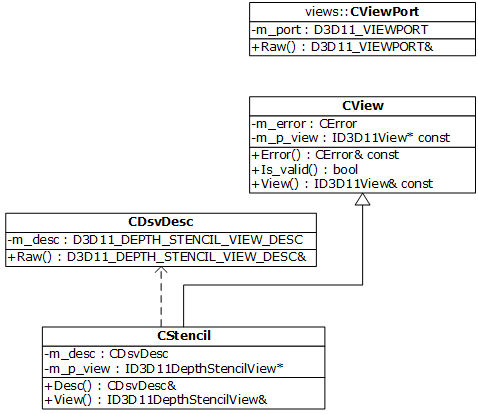 views::CViewPort
-m_port : D3D11_VIEWPORT
+Raw() : D3D11_VIEWPORT&
CView
-m_error : CError
-m_p_view : ID3D11View* const
+Error() : CError& const
+Is_valid() : bool
+View() : ID3D11View& const
CDsvDesc
-m_desc : D3D11_DEPTH_STENCIL_VIEW_DESC
+Raw() : D3D11_DEPTH_STENCIL_VIEW_DESC&
CStencil
-m_desc : CDsvDesc
-m_p_view : ID3D11DepthStencilView*
+Desc() : CDsvDesc&
+View() : ID3D11DepthStencilView&